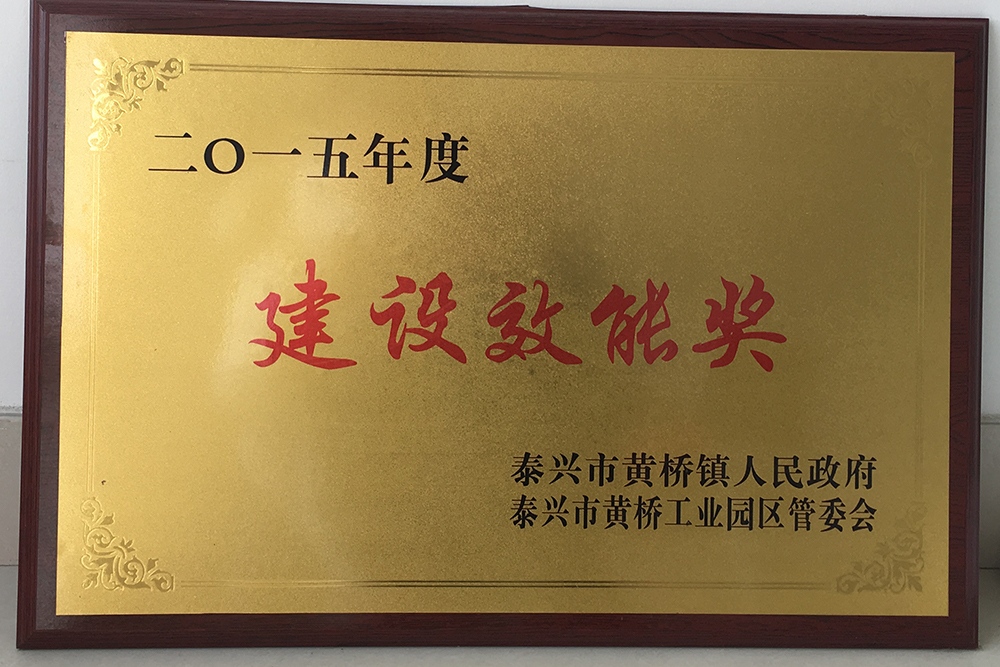 二O一五年度
建设效能奖
泰兴市黄桥镇人民政府
泰兴市黄桥工业园区管委会